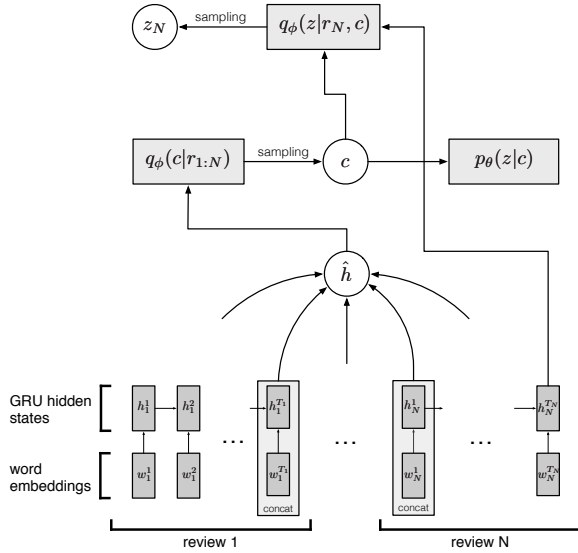 z_N sampling q_ϕ(z|r_N, c)
q_ϕ(c|r_{1:N}) sampling c p_θ(z|c)
ĥ
GRU hidden states h_1^1 h_1^2 ... h_1^{T_1} ... h_N^1 ... h_N^{T_N}
word embeddings w_1^1 w_1^2 w_1^{T_1} w_N^1 w_N^{T_N}
concat concat
review 1 review N